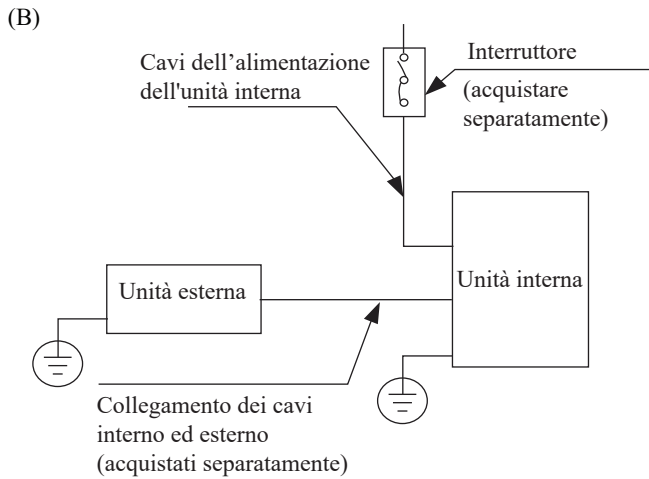 (B)
Cavi dell’alimentazione
dell'unità interna
Interruttore
(acquistare
separatamente)
Unità esterna
Unità interna
Collegamento dei cavi
interno ed esterno
(acquistati separatamente)